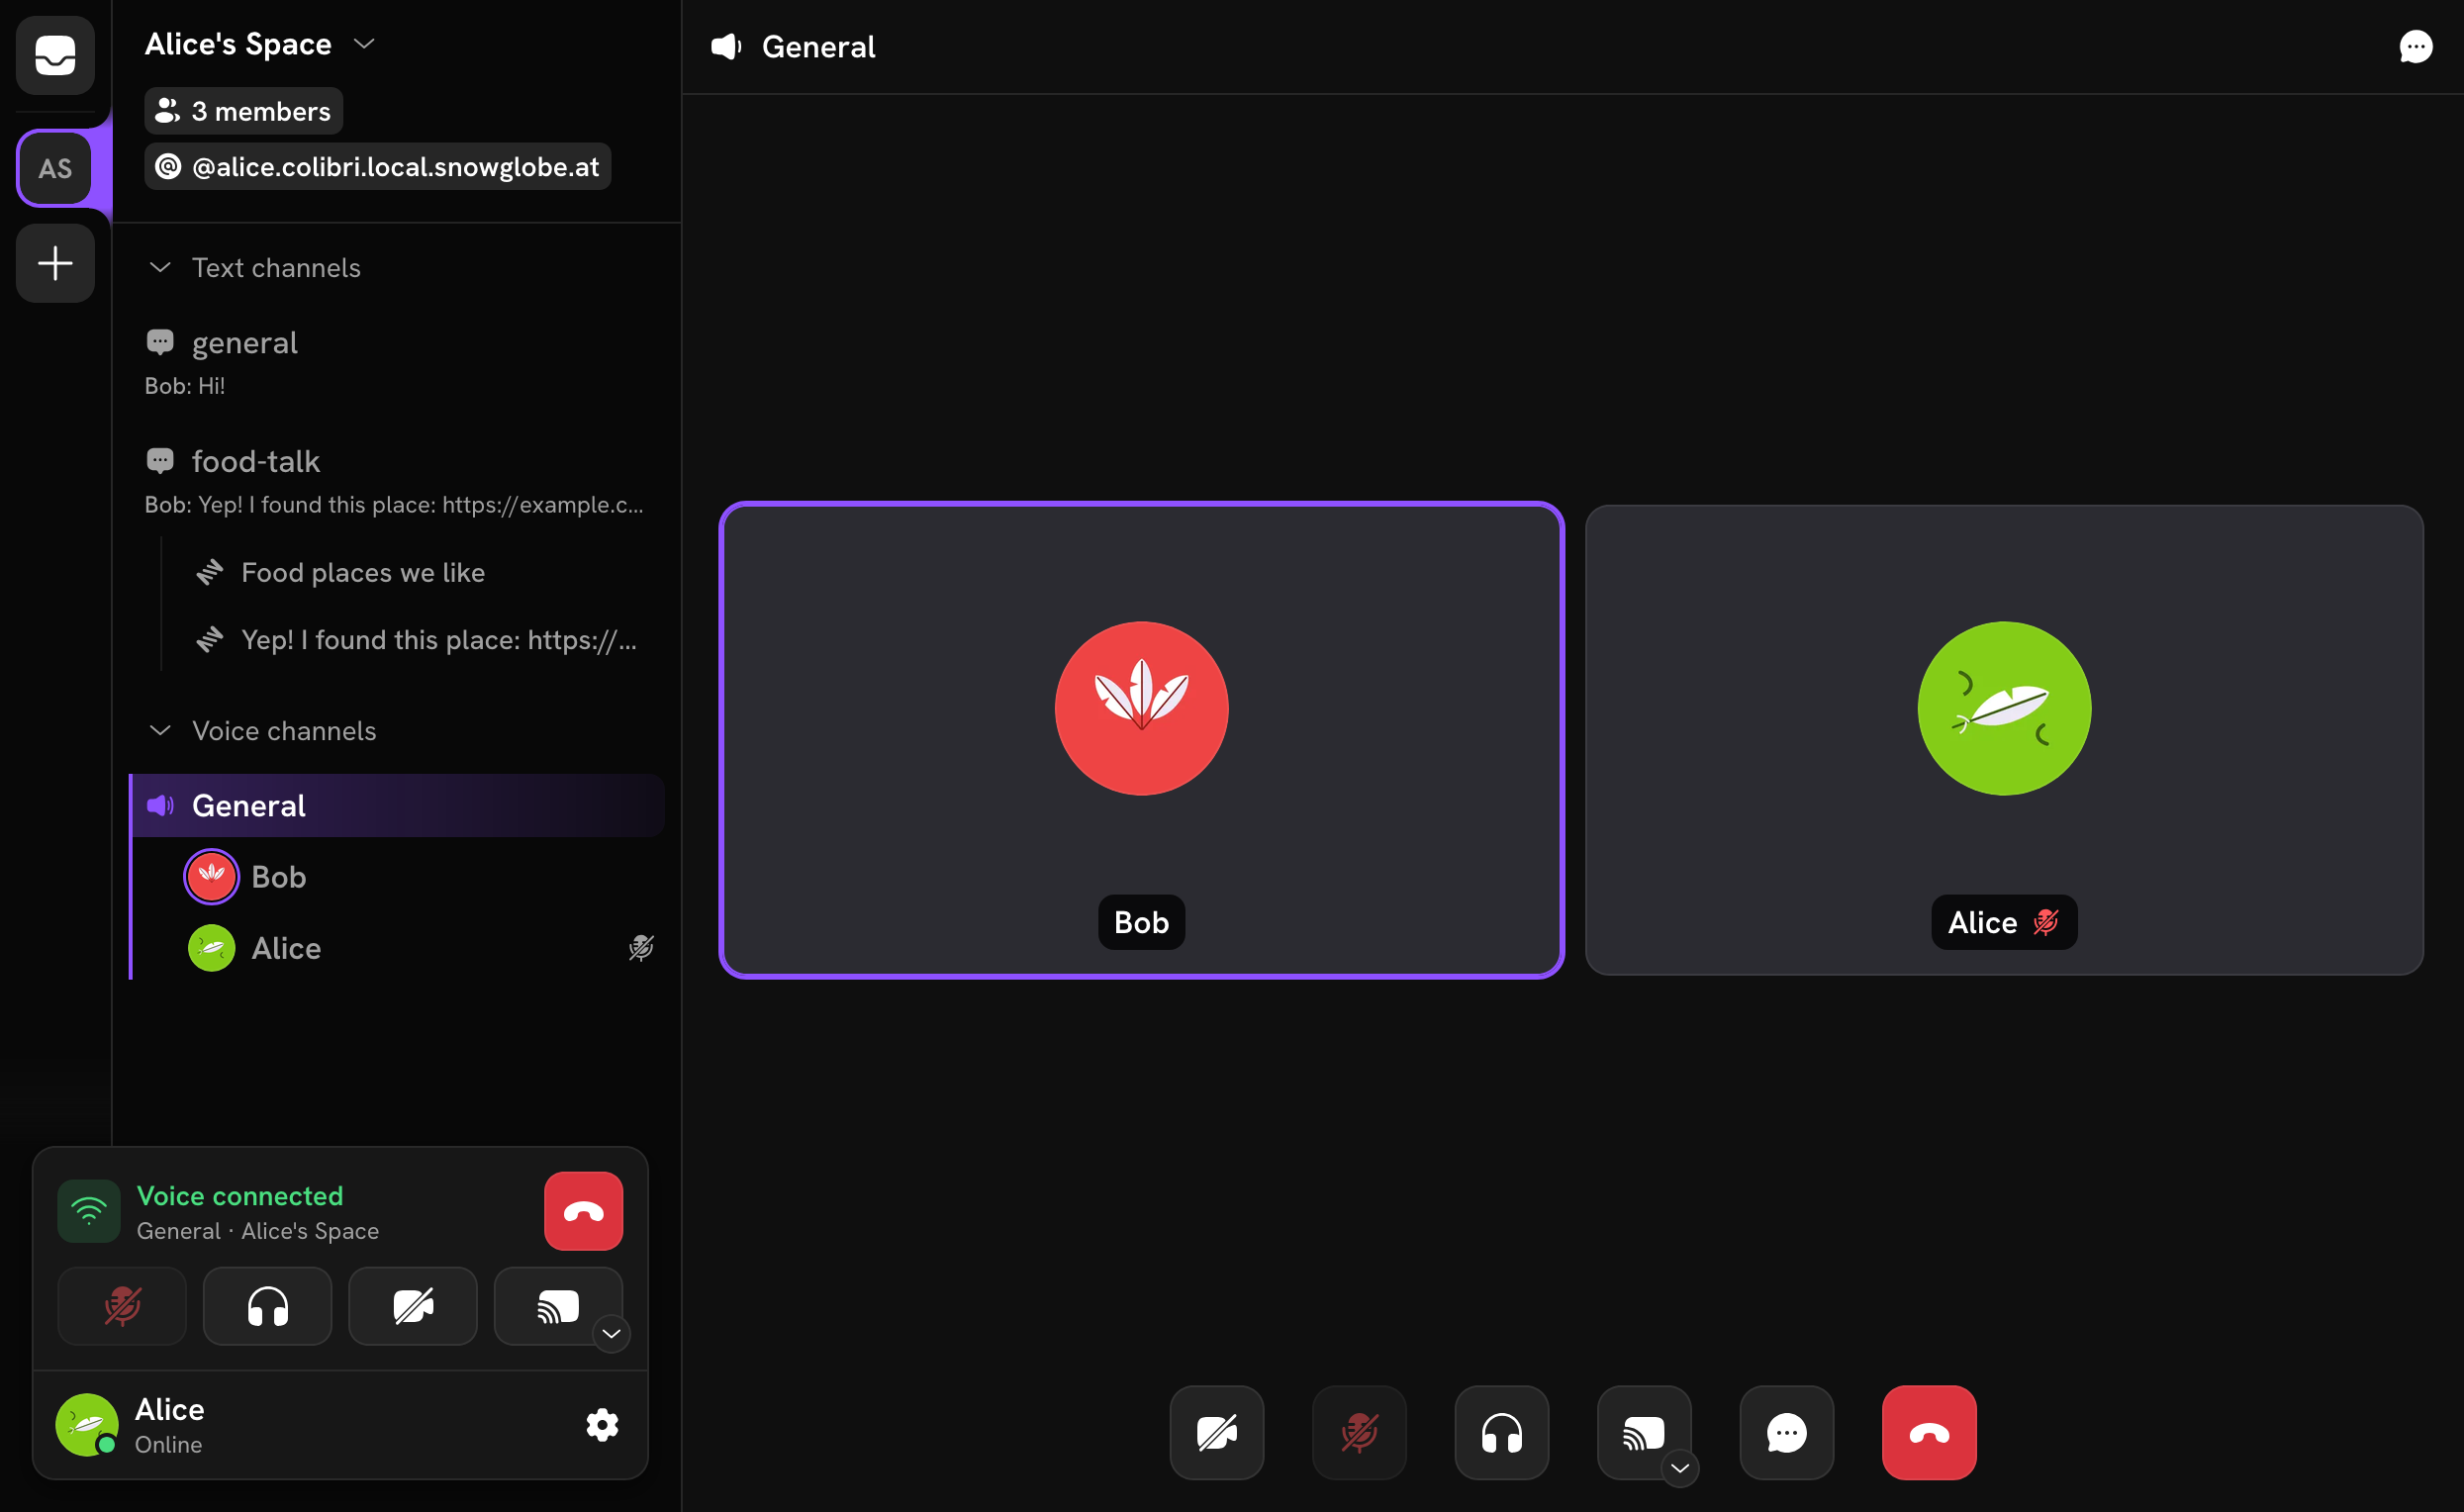 Alice's Space
3 members
@alice.colibri.local.snowglobe.at
AS
Text channels
general
Bob: Hi!
food-talk
Bob: Yep! I found this place: https://example.c...
Food places we like
Yep! I found this place: https://...
Voice channels
General
Bob
Alice
Voice connected
General · Alice's Space
Alice
Online
General
Bob
Alice